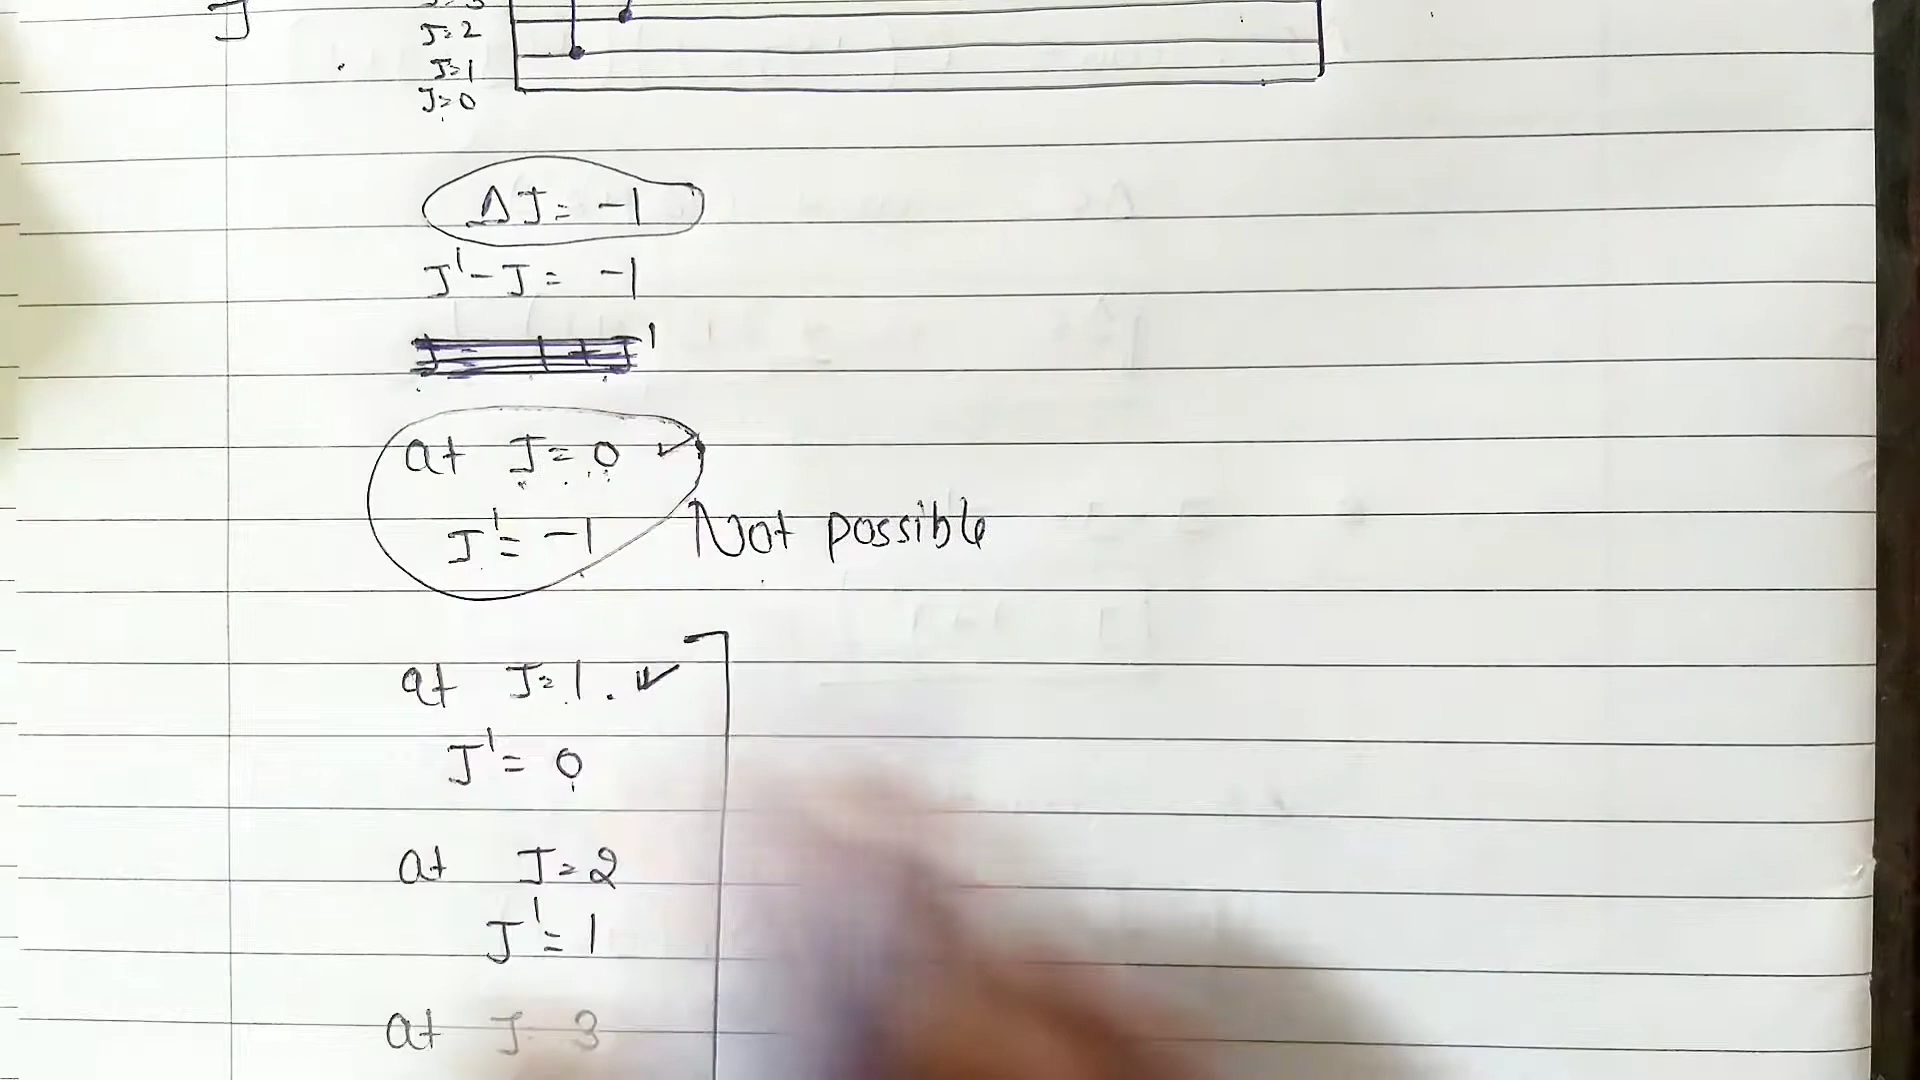 J
J=2
J=1
J=0
ΔJ = -1
J' - J = -1
at J = 0 ✓
J' = -1 Not possible
at J=1. ✓
J' = 0
at J=2
J' = 1
at J 3